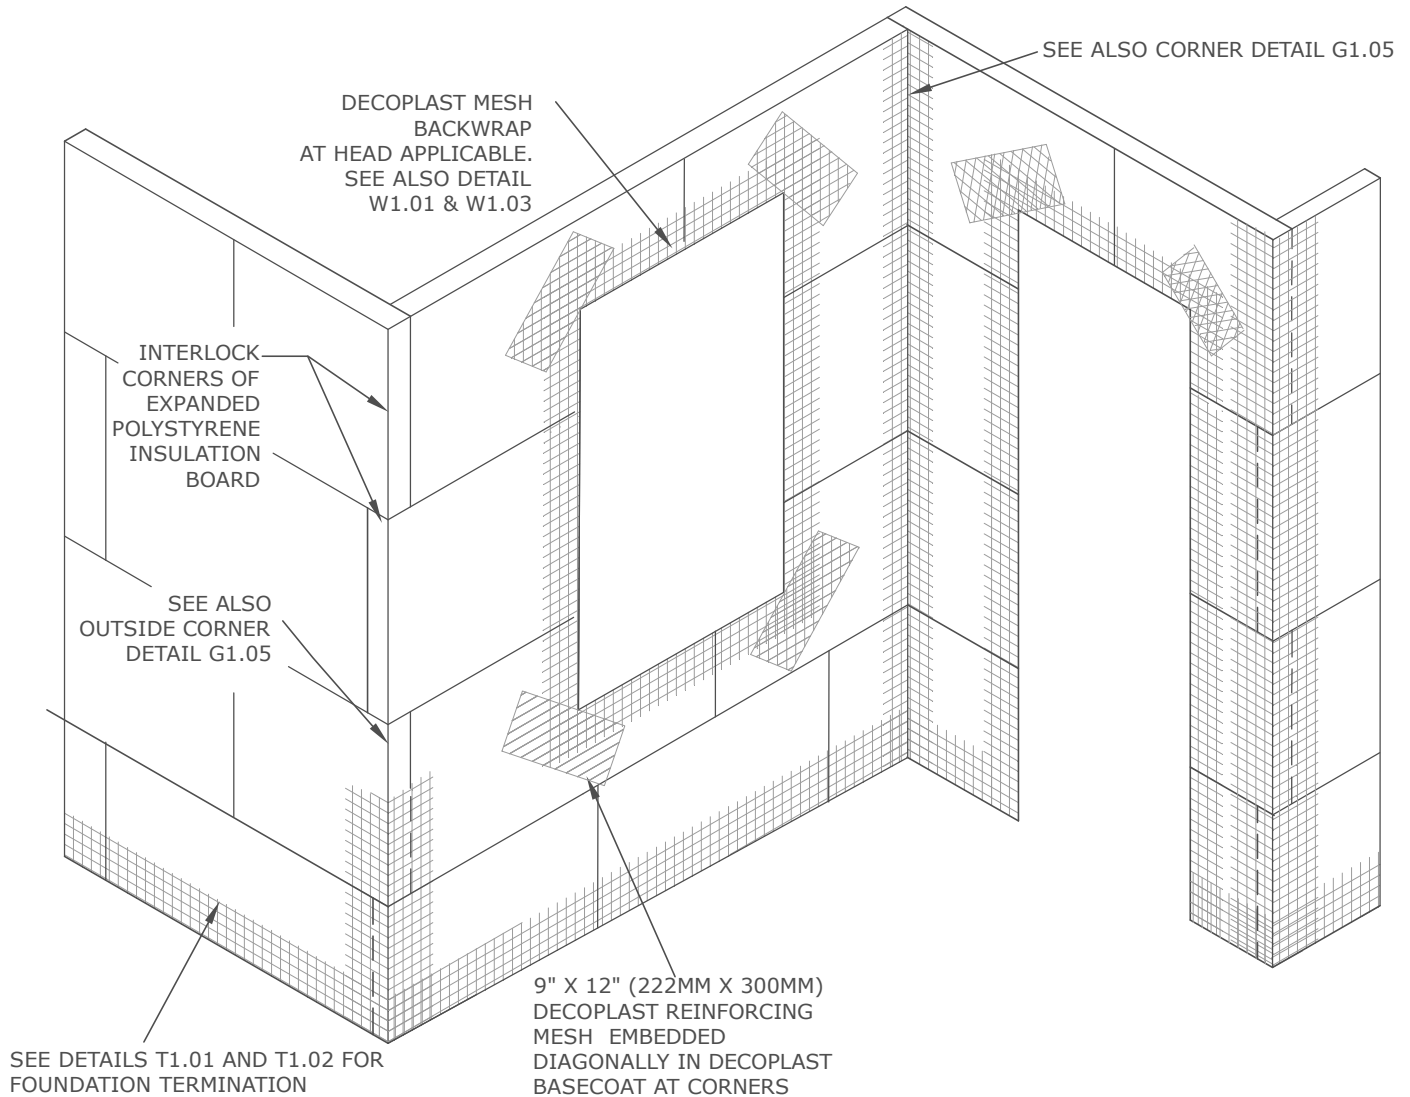 SEE ALSO CORNER DETAIL G1.05
DECOPLAST MESH
BACKWRAP
AT HEAD APPLICABLE.
SEE ALSO DETAIL
W1.01 & W1.03
INTERLOCK
CORNERS OF
EXPANDED
POLYSTYRENE
INSULATION
BOARD
SEE ALSO
OUTSIDE CORNER
DETAIL G1.05
9" X 12" (222MM X 300MM)
DECOPLAST REINFORCING
MESH EMBEDDED
DIAGONALLY IN DECOPLAST
BASECOAT AT CORNERS
SEE DETAILS T1.01 AND T1.02 FOR
FOUNDATION TERMINATION